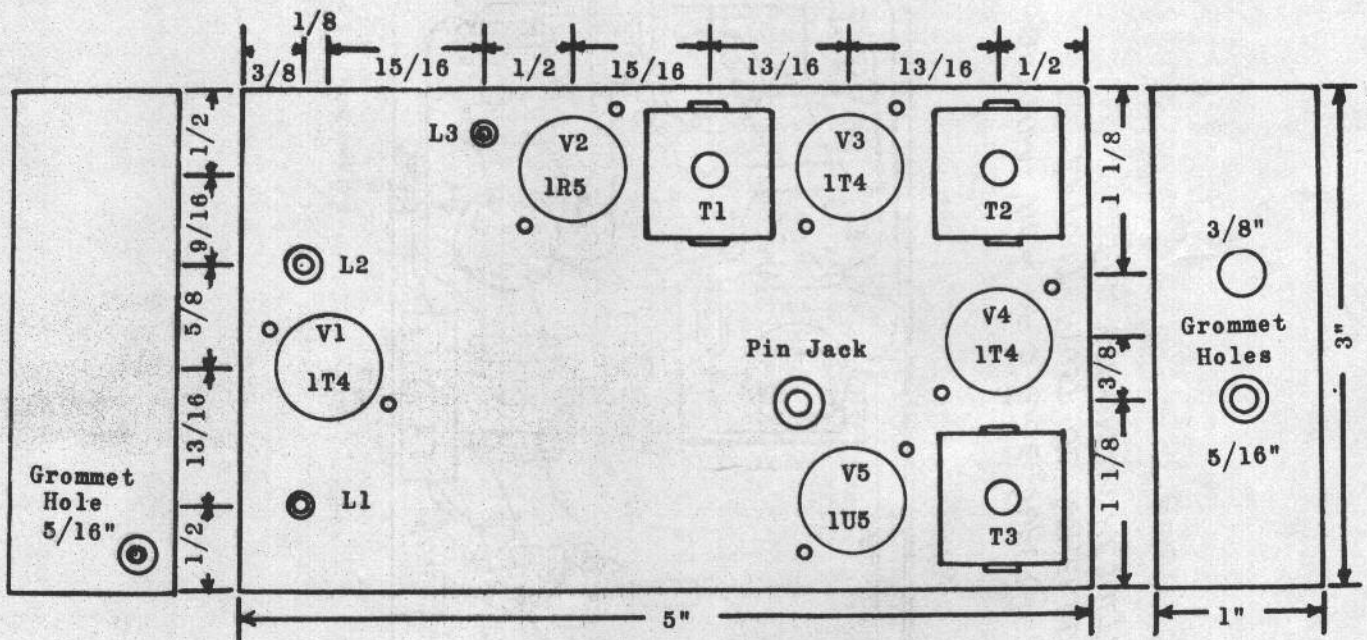 1/8
3/8
15/16
1/2
15/16
13/16
13/16
1/2
1/2
9/16
5/8
13/16
1/2
Grommet
Hole
5/16"
L3
V2
1R5
T1
V3
1T4
T2
L2
V1
1T4
L1
Pin Jack
V4
1T4
V5
1U5
T3
1 1/8
3/8
1 1/8
3/8"
Grommet
Holes
5/16"
3"
5"
1"